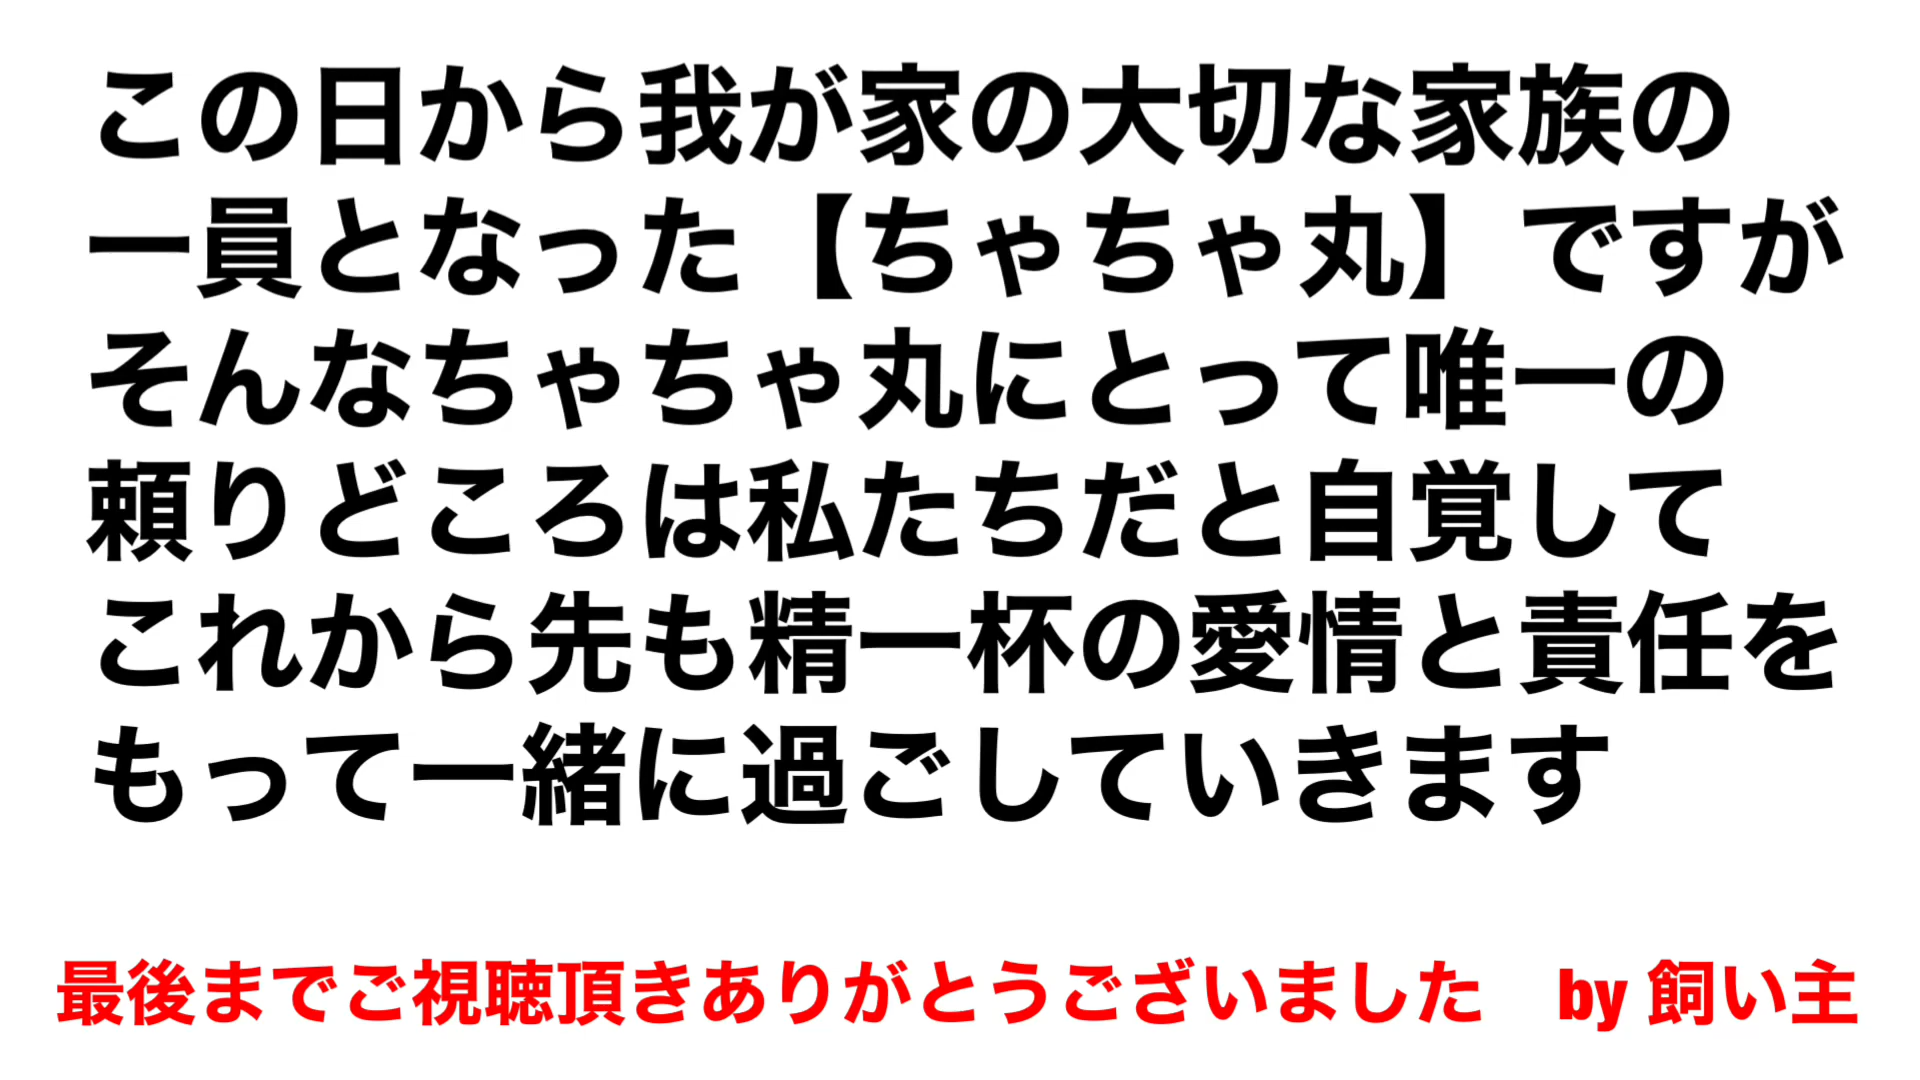 この日から我が家の大切な家族の
一員となった【ちゃちゃ丸】ですが
そんなちゃちゃ丸にとって唯一の
頼りどころは私たちだと自覚して
これから先も精一杯の愛情と責任を
もって一緒に過ごしていきます
最後までご視聴頂きありがとうございました　by 飼い主